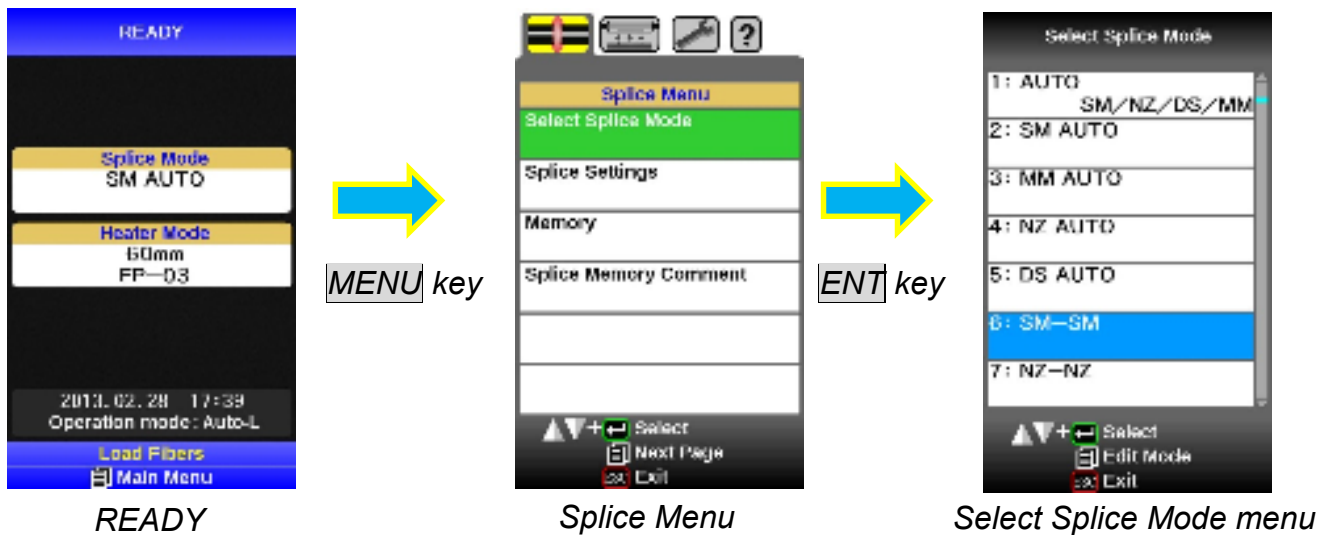 READY
Splice Mode
SM AUTO
Heater Mode
60mm
FP-03
2013.02.28 17:39
Operation mode: Auto-L
Load Fibers
Main Menu
READY
MENU key
?
Splice Menu
Select Splice Mode
Splice Settings
Memory
Splice Memory Comment
+ Select
Next Page
ESC Exit
Splice Menu
ENT key
Select Splice Mode
1: AUTO
SM/NZ/DS/MM
2: SM AUTO
3: MM AUTO
4: NZ AUTO
5: DS AUTO
6: SM-SM
7: NZ-NZ
+ Select
Edit Mode
ESC Exit
Select Splice Mode menu